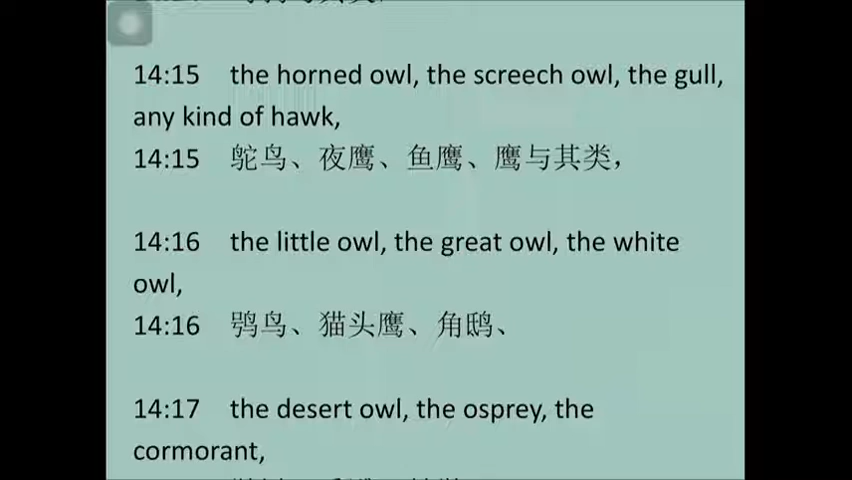 14:15 the horned owl, the screech owl, the gull,
any kind of hawk,
14:15 鸵鸟、夜鹰、鱼鹰、鹰与其类，
14:16 the little owl, the great owl, the white
owl,
14:16 鸮鸟、猫头鹰、角鸱、
14:17 the desert owl, the osprey, the
cormorant,